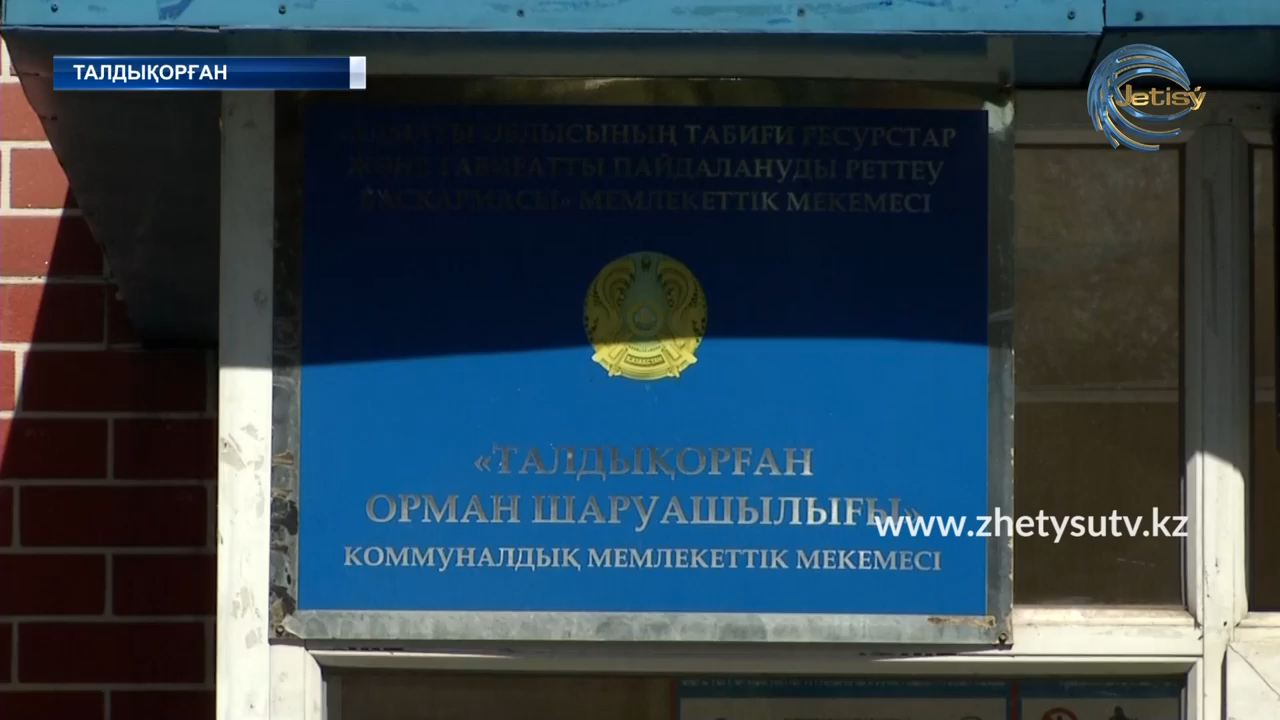 ТАЛДЫҚОРҒАН
Jetisý
«АЛМАТЫ ОБЛЫСЫНЫҢ ТАБИҒИ РЕСУРСТАР
ЖӘНЕ ТАБИҒАТТЫ ПАЙДАЛАНУДЫ РЕТТЕУ
БАСҚАРМАСЫ» МЕМЛЕКЕТТІК МЕКЕМЕСІ
«ТАЛДЫҚОРҒАН
ОРМАН ШАРУАШЫЛЫҒЫ»
www.zhetysutv.kz
КОММУНАЛДЫҚ МЕМЛЕКЕТТІК МЕКЕМЕСІ